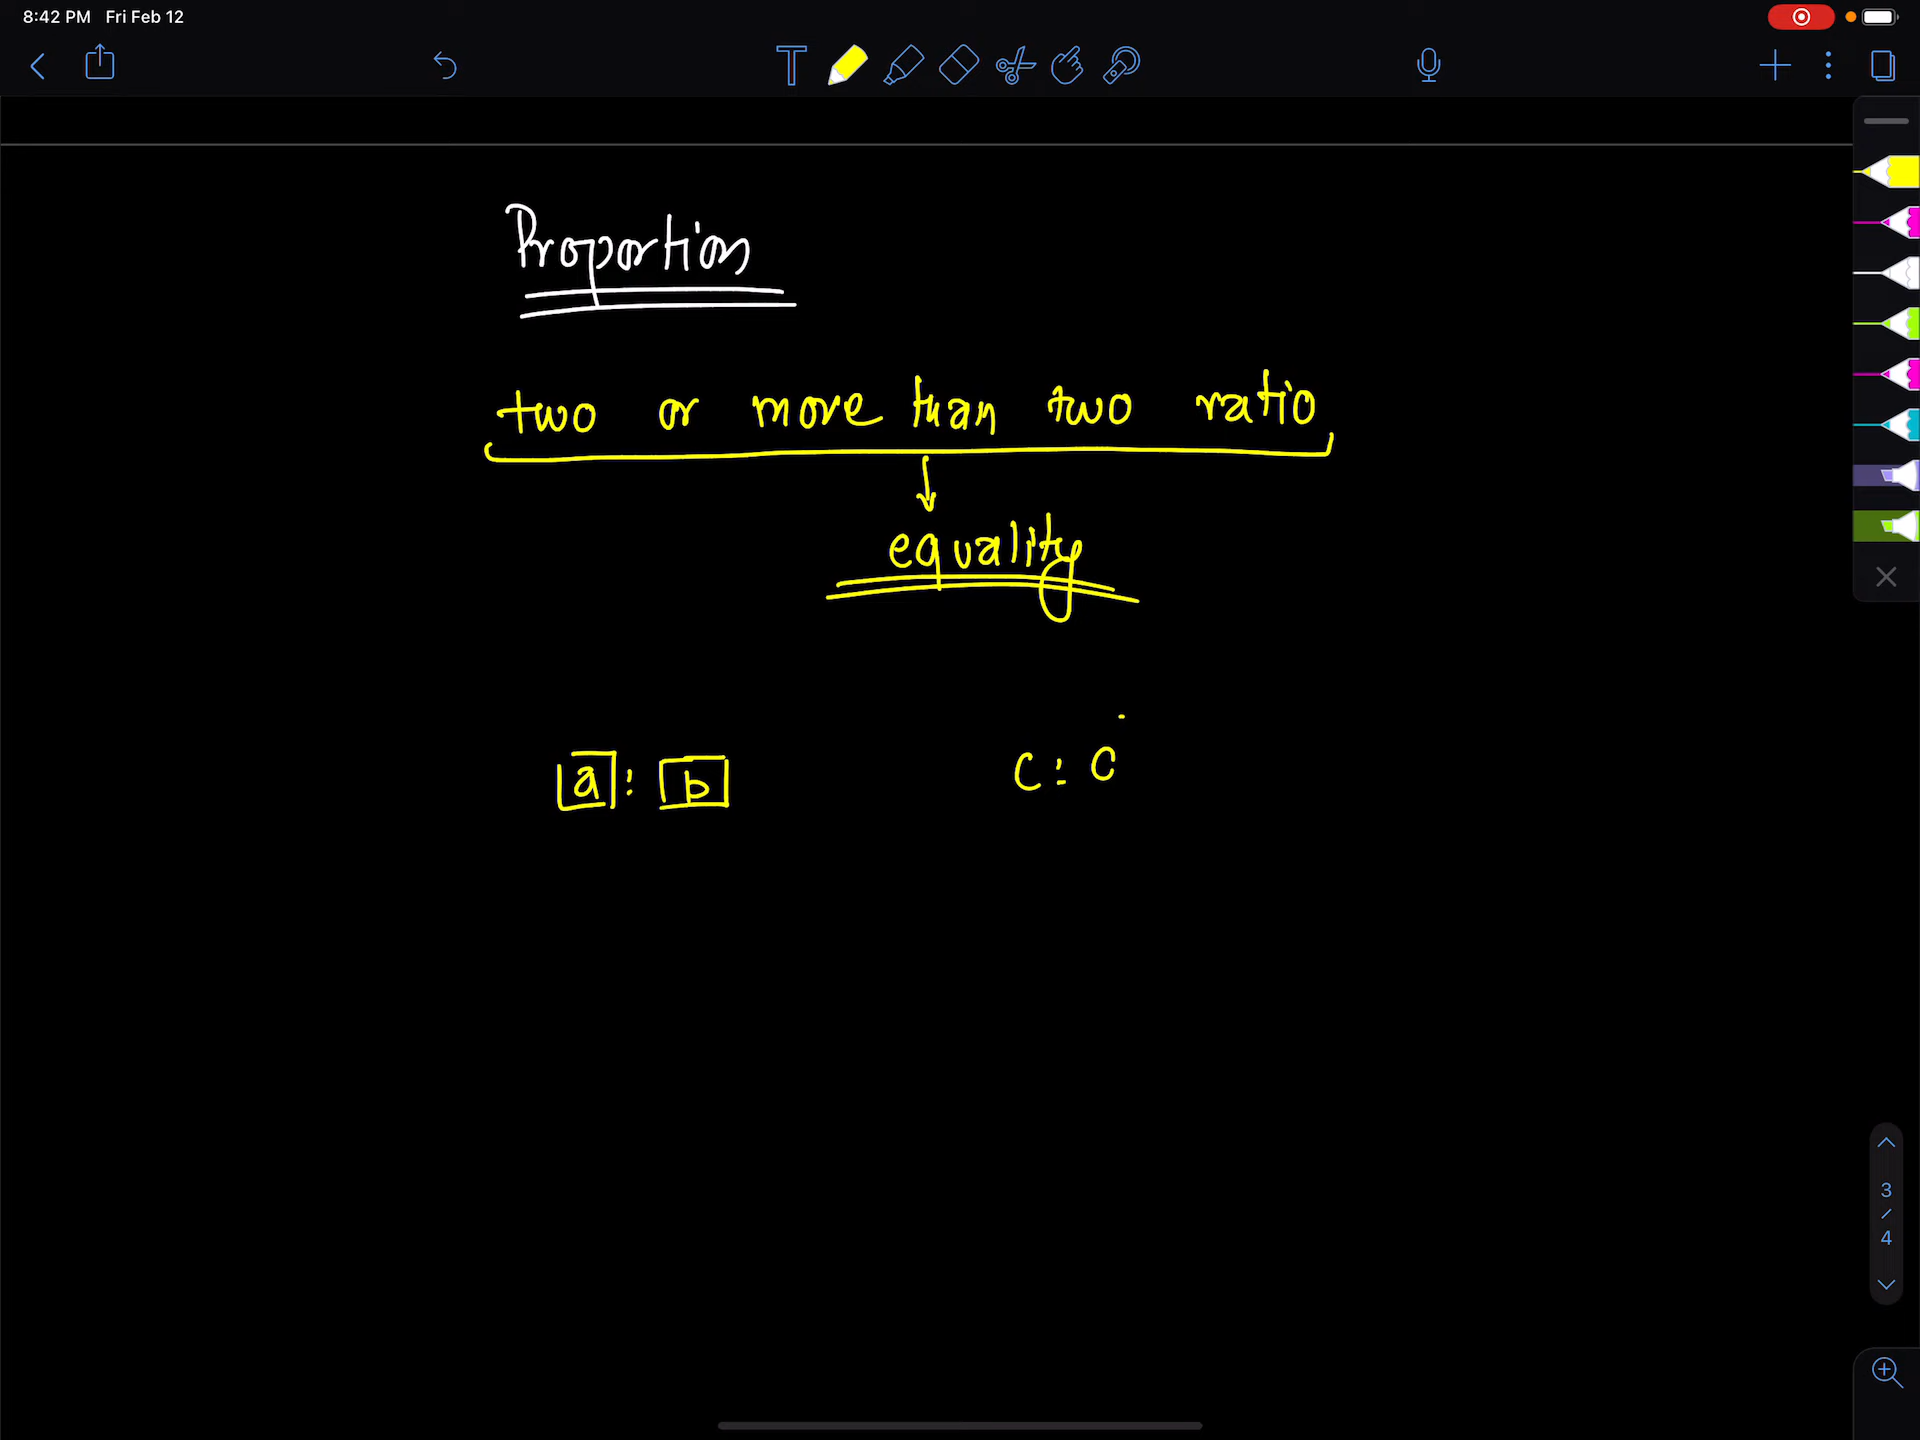 8:42 PM Fri Feb 12
Proportion
two or more than two ratio
equality
a : b c : c
3
/
4